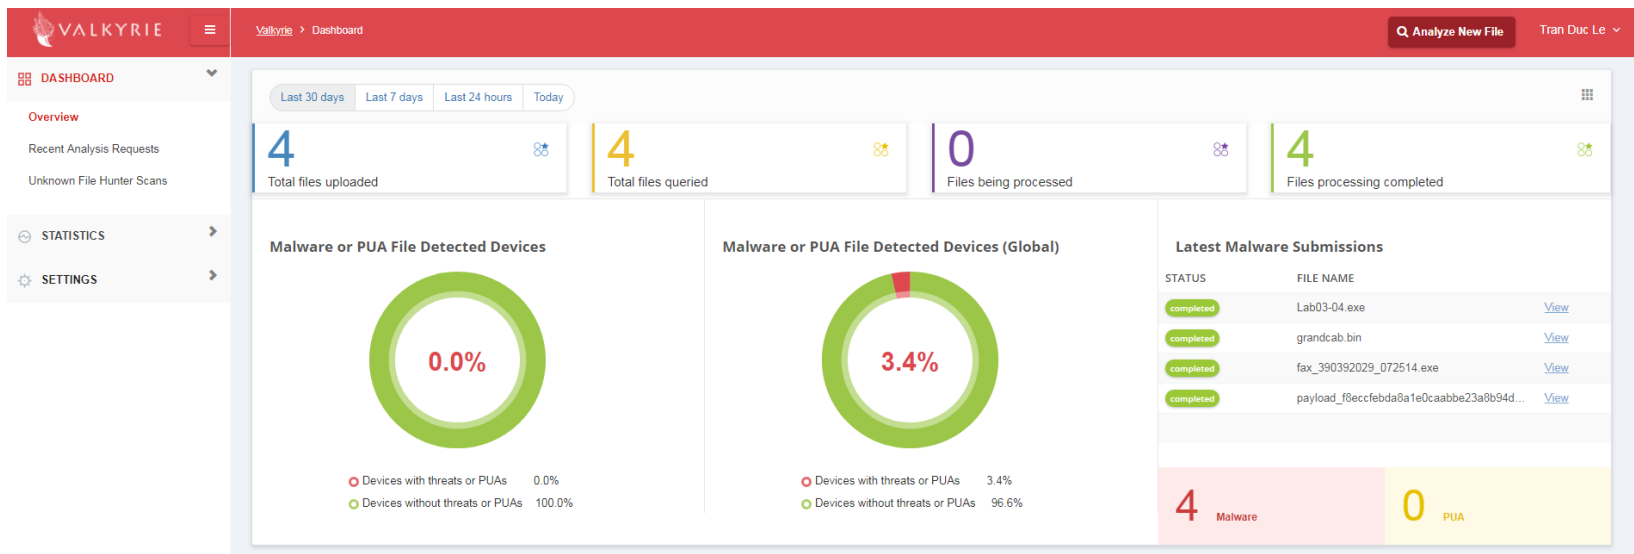 VALKYRIE
Valkyrie > Dashboard
Analyze New File
Tran Duc Le
DASHBOARD
Overview
Recent Analysis Requests
Unknown File Hunter Scans
STATISTICS
SETTINGS
Last 30 days Last 7 days Last 24 hours Today
4
Total files uploaded
4
Total files queried
0
Files being processed
4
Files processing completed
Malware or PUA File Detected Devices
0.0%
Devices with threats or PUAs 0.0%
Devices without threats or PUAs 100.0%
Malware or PUA File Detected Devices (Global)
3.4%
Devices with threats or PUAs 3.4%
Devices without threats or PUAs 96.6%
Latest Malware Submissions
STATUS FILE NAME
completed Lab03-04.exe View
completed grandcab.bin View
completed fax_390392029_072514.exe View
completed payload_f8eccfebda8a1e0caabbe23a8b94d... View
4 Malware
0 PUA